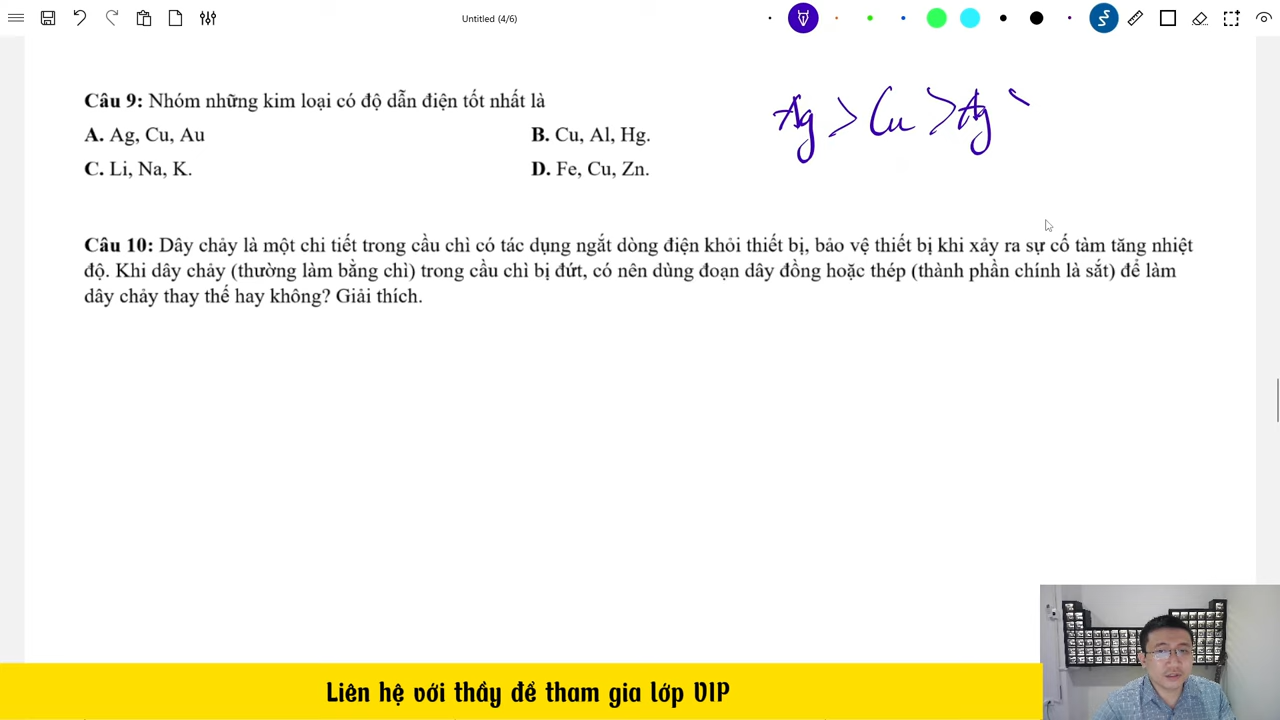 Untitled (4/6)
Câu 9: Nhóm những kim loại có độ dẫn điện tốt nhất là
A. Ag, Cu, Au
B. Cu, Al, Hg.
C. Li, Na, K.
D. Fe, Cu, Zn.
Ag > Cu > Ag
Câu 10: Dây chảy là một chi tiết trong cầu chì có tác dụng ngắt dòng điện khỏi thiết bị, bảo vệ thiết bị khi xảy ra sự cố tàm tăng nhiệt
độ. Khi dây chảy (thường làm bằng chì) trong cầu chì bị đứt, có nên dùng đoạn dây đồng hoặc thép (thành phần chính là sắt) để làm
dây chảy thay thế hay không? Giải thích.
Liên hệ với thầy để tham gia lớp VIP